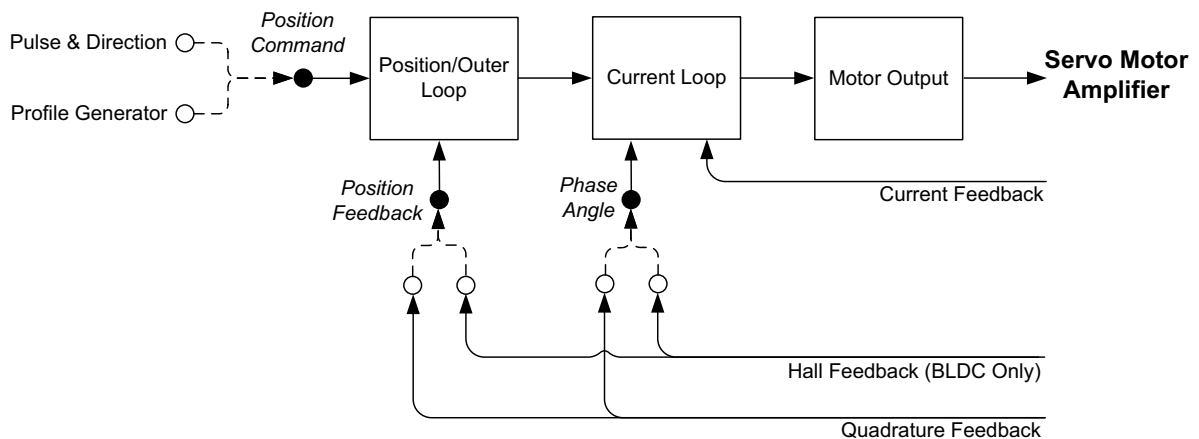 Pulse & Direction
Profile Generator
Position
Command
Position/Outer
Loop
Current Loop
Motor Output
Servo Motor
Amplifier
Position
Feedback
Phase
Angle
Current Feedback
Hall Feedback (BLDC Only)
Quadrature Feedback